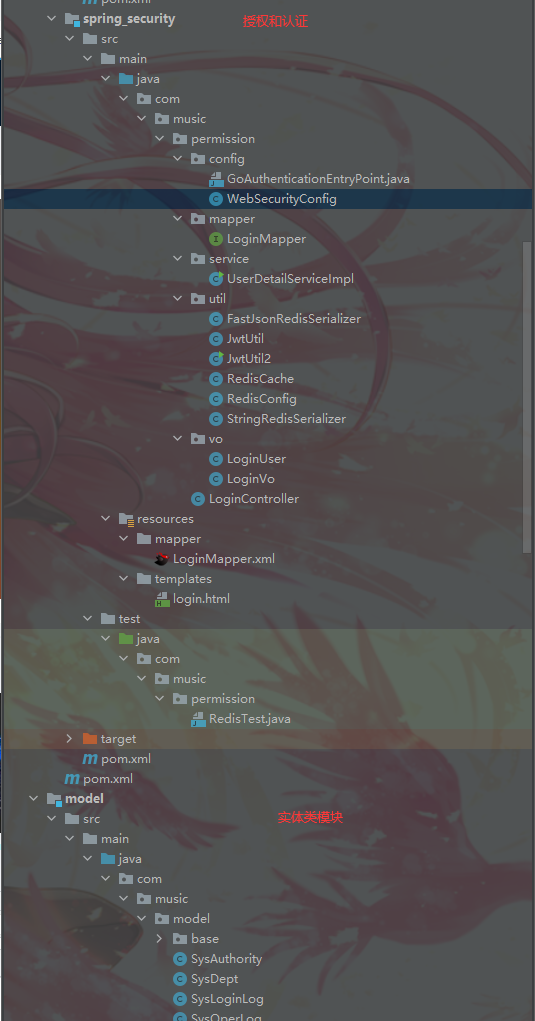 pom.xml
spring_security 授权和认证
src
main
java
com
music
permission
config
GoAuthenticationEntryPoint.java
WebSecurityConfig
mapper
LoginMapper
service
UserDetailServiceImpl
util
FastJsonRedisSerializer
JwtUtil
JwtUtil2
RedisCache
RedisConfig
StringRedisSerializer
vo
LoginUser
LoginVo
LoginController
resources
mapper
LoginMapper.xml
templates
login.html
test
java
com
music
permission
RedisTest.java
target
pom.xml
pom.xml
model
实体类模块
src
main
java
com
music
model
base
SysAuthority
SysDept
SysLoginLog
SysOperLog